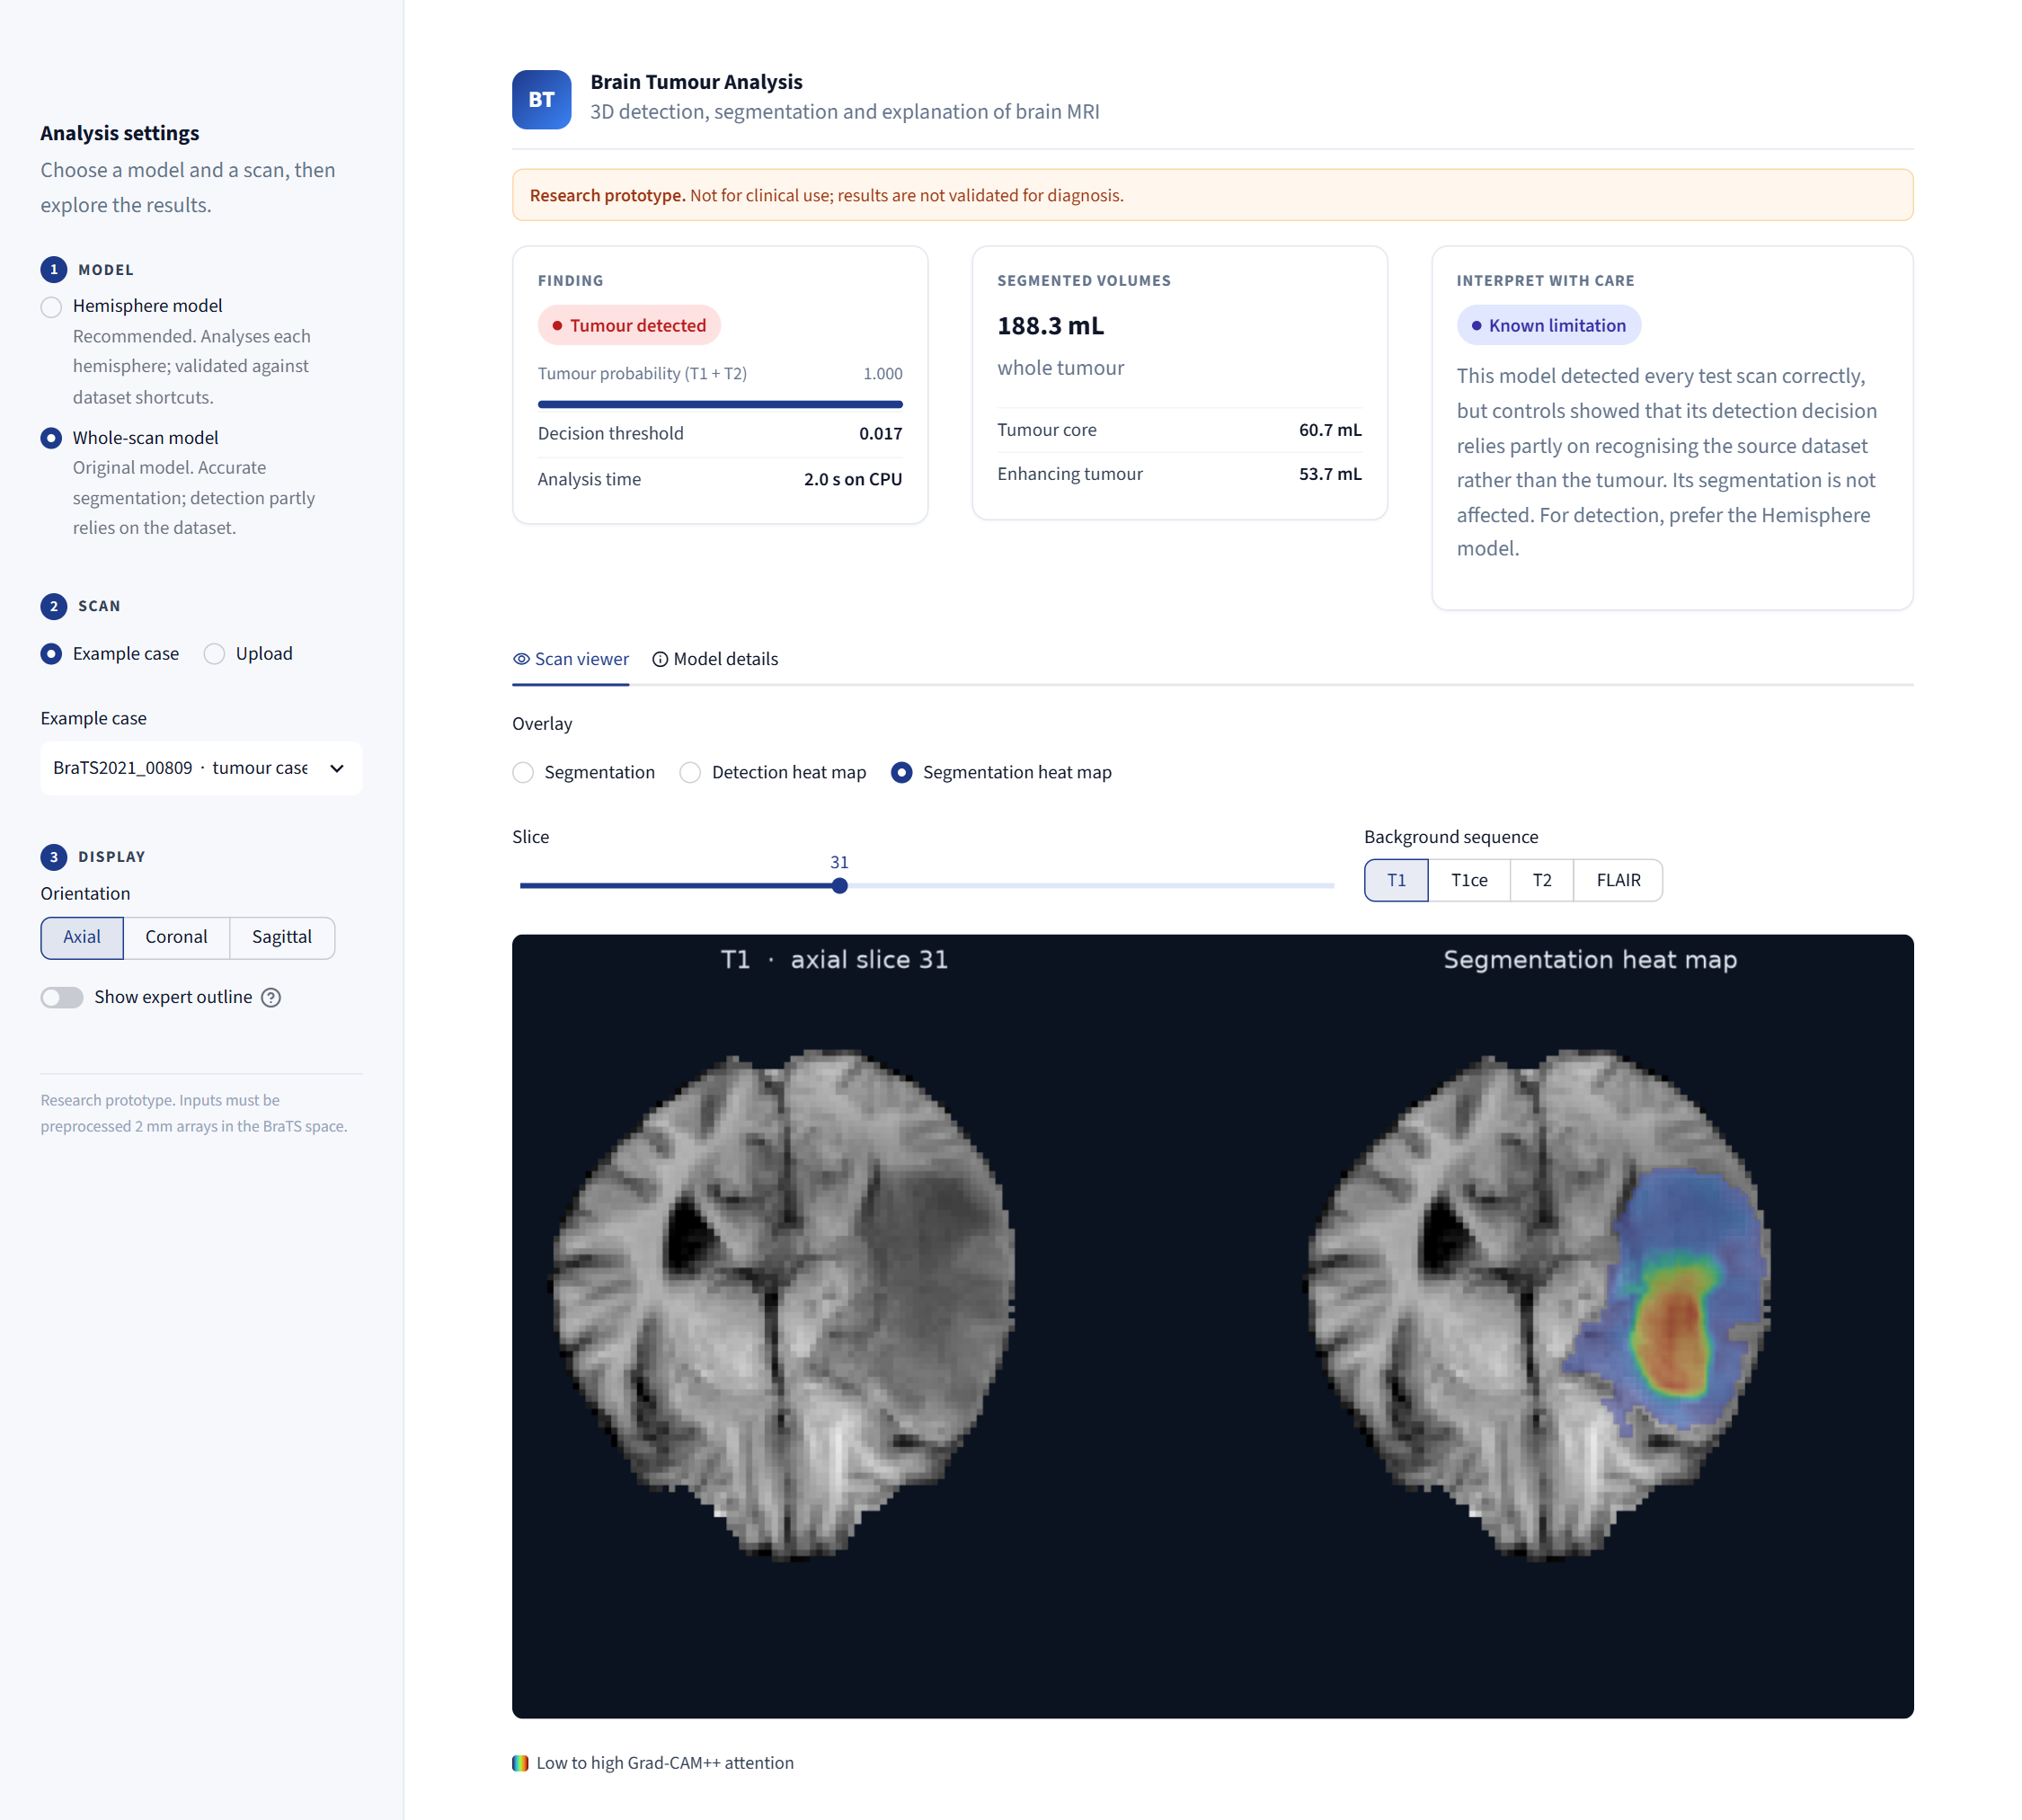 Analysis settings
Choose a model and a scan, then
explore the results.
1 MODEL
Hemisphere model
Recommended. Analyses each
hemisphere; validated against
dataset shortcuts.
Whole-scan model
Original model. Accurate
segmentation; detection partly
relies on the dataset.
2 SCAN
Example case Upload
Example case
BraTS2021_00809 · tumour case
3 DISPLAY
Orientation
Axial Coronal Sagittal
Show expert outline ?
Research prototype. Inputs must be
preprocessed 2 mm arrays in the BraTS space.
BT
Brain Tumour Analysis
3D detection, segmentation and explanation of brain MRI
Research prototype. Not for clinical use; results are not validated for diagnosis.
FINDING
Tumour detected
Tumour probability (T1 + T2) 1.000
Decision threshold 0.017
Analysis time 2.0 s on CPU
SEGMENTED VOLUMES
188.3 mL
whole tumour
Tumour core 60.7 mL
Enhancing tumour 53.7 mL
INTERPRET WITH CARE
Known limitation
This model detected every test scan correctly,
but controls showed that its detection decision
relies partly on recognising the source dataset
rather than the tumour. Its segmentation is not
affected. For detection, prefer the Hemisphere
model.
Scan viewer Model details
Overlay
Segmentation Detection heat map Segmentation heat map
Slice
31
Background sequence
T1 T1ce T2 FLAIR
T1 · axial slice 31
Segmentation heat map
Low to high Grad-CAM++ attention